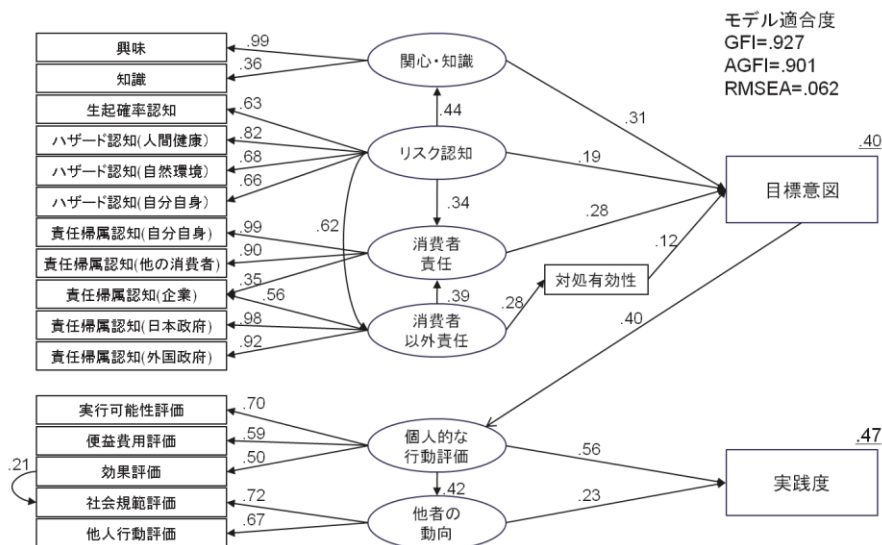 モデル適合度
GFI=.927
AGFI=.901
RMSEA=.062
興味
知識
生起確率認知
ハザード認知(人間健康)
ハザード認知(自然環境)
ハザード認知(自分自身)
責任帰属認知(自分自身)
責任帰属認知(他の消費者)
責任帰属認知(企業)
責任帰属認知(日本政府)
責任帰属認知(外国政府)
.99
.36
.63
.82
.68
.66
.99
.90
.35
.56
.98
.92
関心・知識
.44
リスク認知
.34
.62
消費者
責任
.39
消費者
以外責任
.28
対処有効性
.31
.19
.28
.12
.40
目標意図
.40
実行可能性評価
便益費用評価
効果評価
社会規範評価
他人行動評価
.21
.70
.59
.50
.72
.67
個人的な
行動評価
.42
他者の
動向
.56
.23
.47
実践度